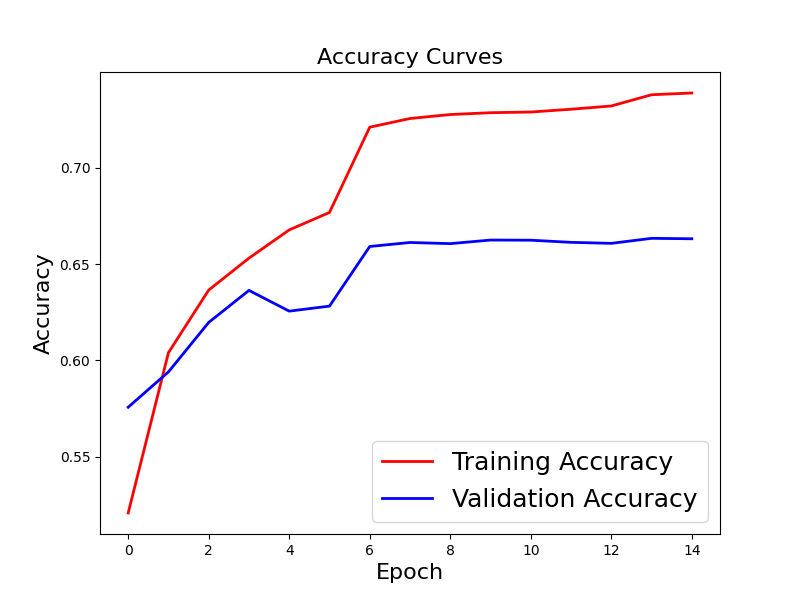 Accuracy Curves
Accuracy
0.70
0.65
0.60
0.55
Training Accuracy
Validation Accuracy
0 2 4 6 8 10 12 14
Epoch